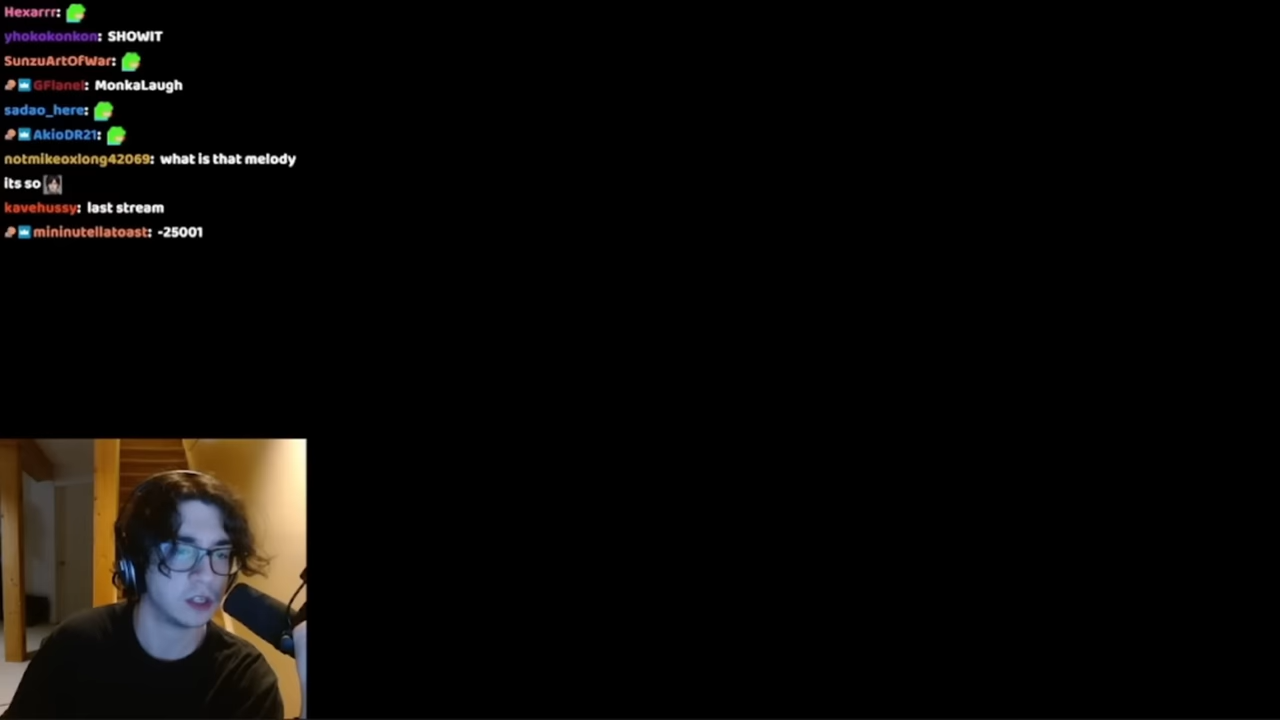 Hexarrr:
yhokokonkon: SHOWIT
SunzuArtOfWar:
GFlanel: MonkaLaugh
sadao_here:
AkioDR21:
notmikeoxlong42069: what is that melody
its so
kavehussy: last stream
mininutellatoast: -25001